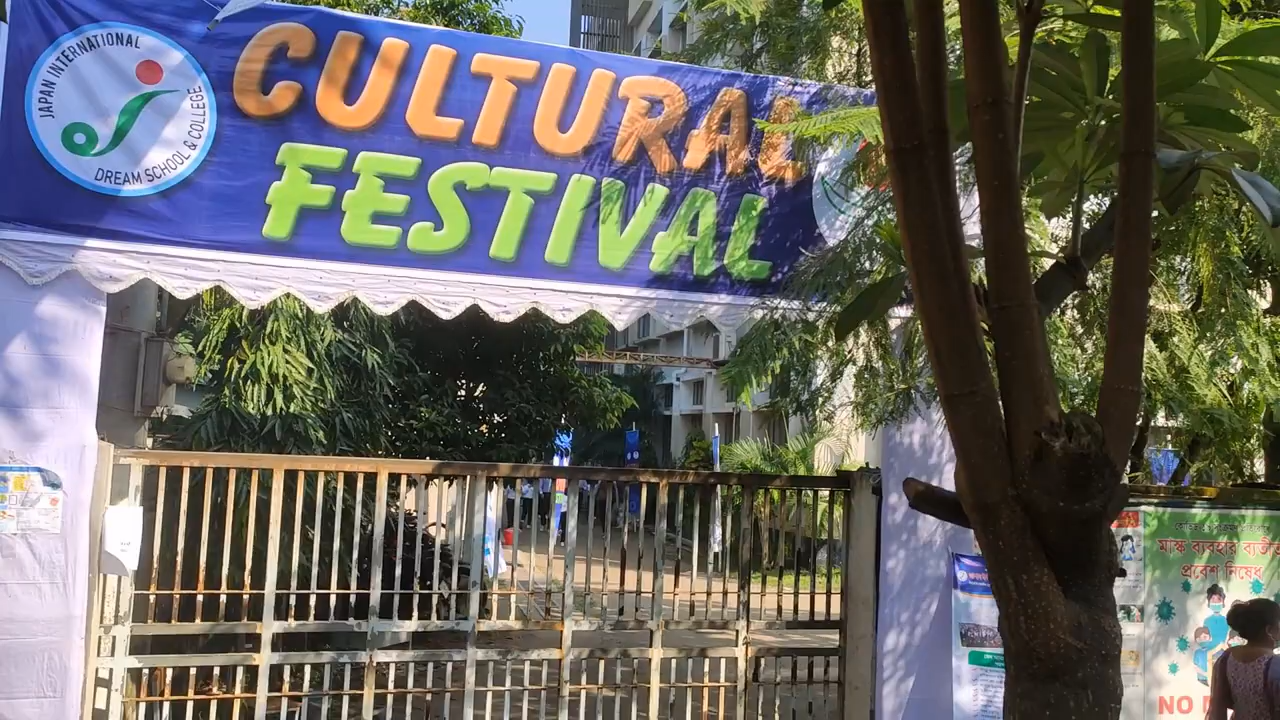 JAPAN INTERNATIONAL
DREAM SCHOOL & COLLEGE
CULTURAL
FESTIVAL
মাস্ক ব্যবহার ব্যতীত
প্রবেশ নিষেধ
NO